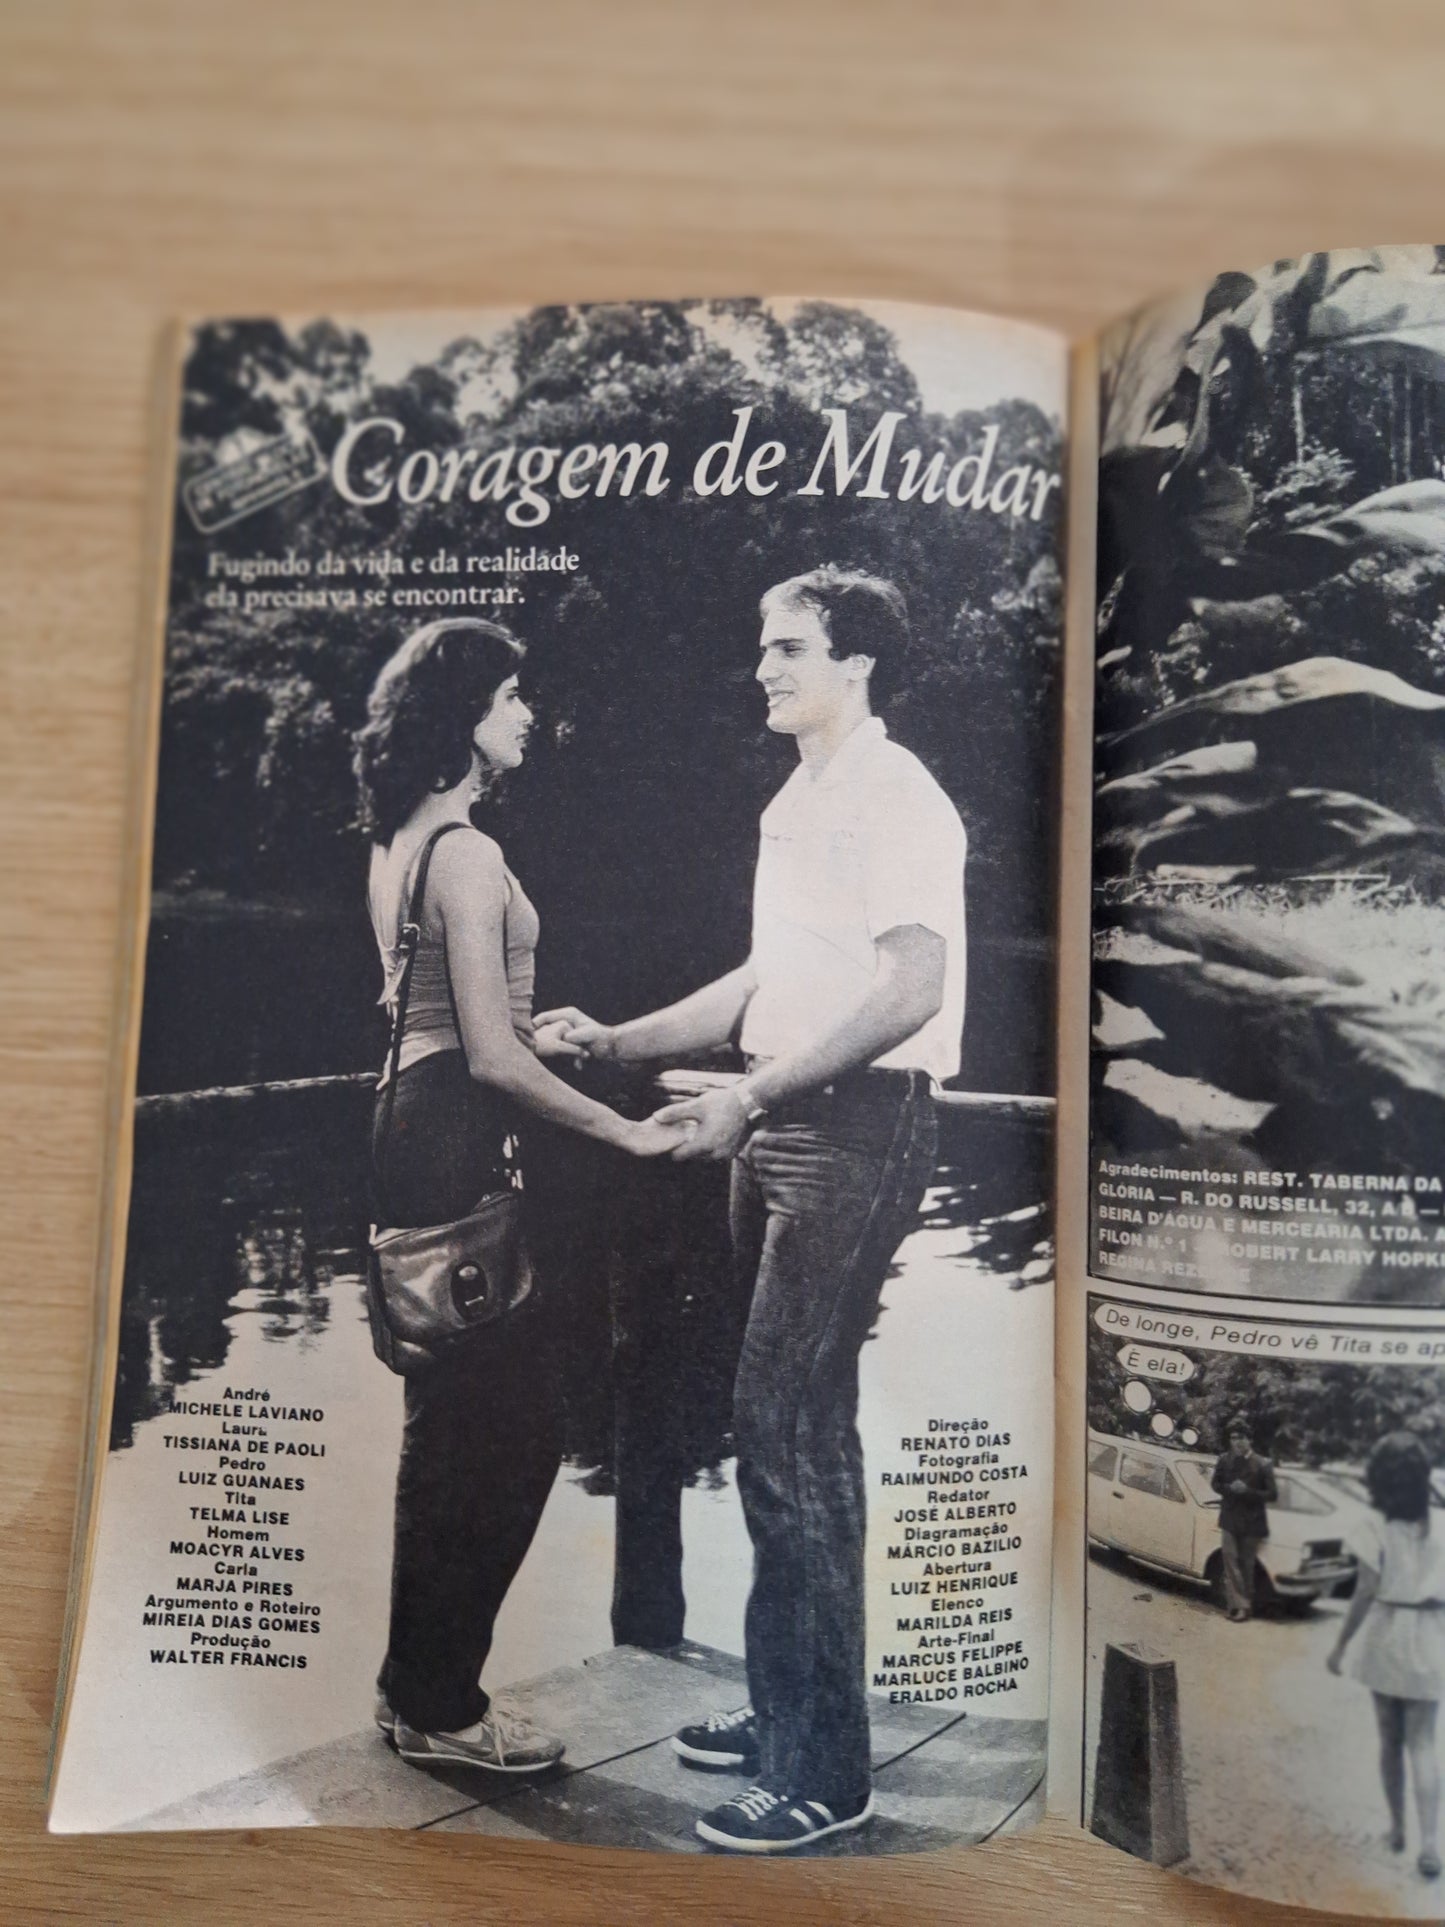 Coragem de Mudar
Fugindo da vida e da realidade
ela precisava se encontrar.
André
MICHELE LAVIANO
Laura
TISSIANA DE PAOLI
Pedro
LUIZ GUANAES
Tita
TELMA LISE
Homem
MOACYR ALVES
Carla
MARJA PIRES
Argumento e Roteiro
MIREIA DIAS GOMES
Produção
WALTER FRANCIS
Direção
RENATO DIAS
Fotografia
RAIMUNDO COSTA
Redator
JOSÉ ALBERTO
Diagramação
MÁRCIO BAZILIO
Abertura
LUIZ HENRIQUE
Elenco
MARILDA REIS
Arte-Final
MARCUS FELIPPE
MARLUCE BALBINO
ERALDO ROCHA
Agradecimentos: REST. TABERNA DA
GLÓRIA — R. DO RUSSELL, 32, A B —
BEIRA D'ÁGUA E MERCEARIA LTDA.
FILON N.º 1 ROBERT LARRY
REGINA
De longe, Pedro vê Tita se
É ela!